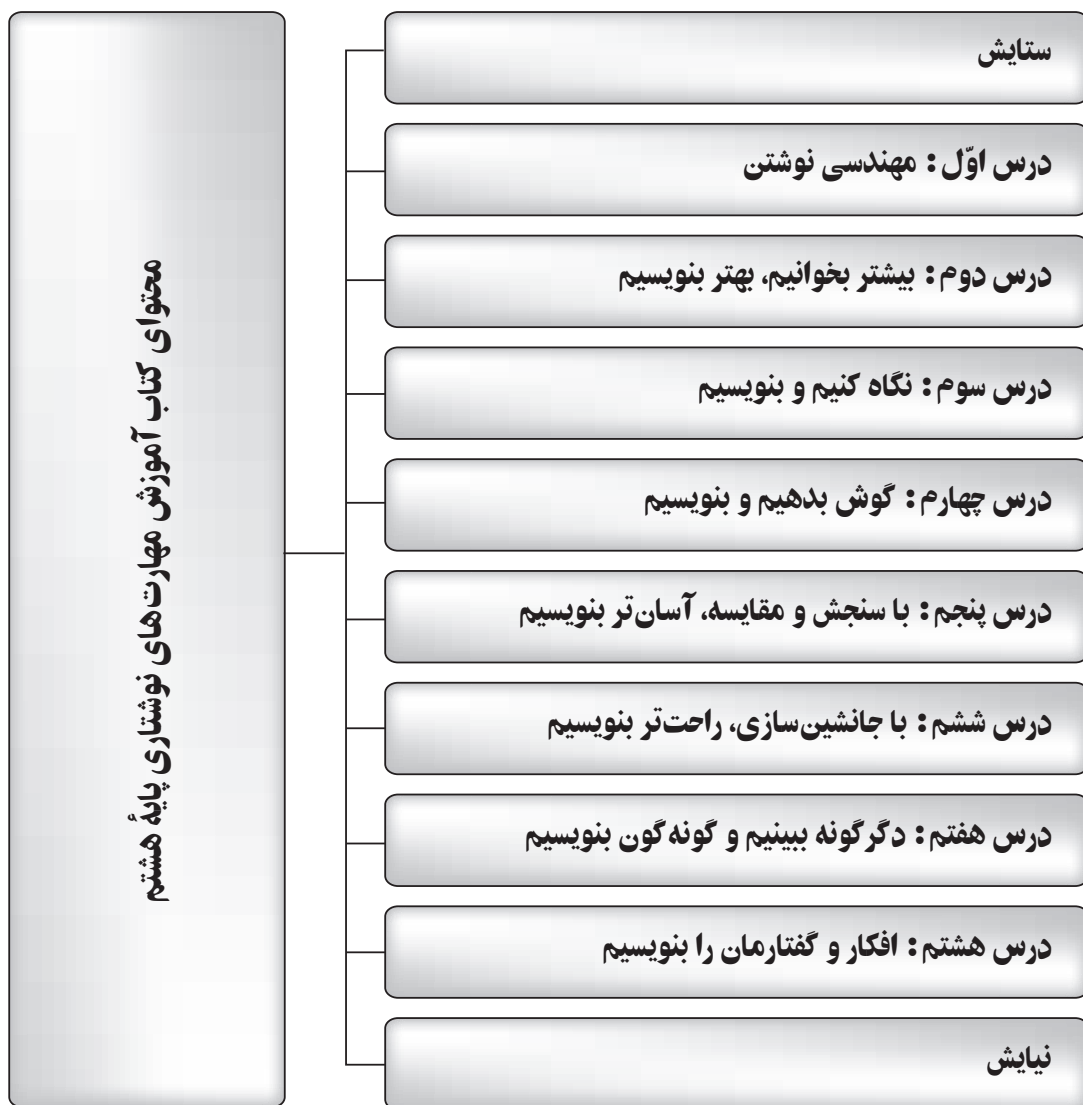 محتوای کتاب آموزش مهارت‌های نوشتاری پایهٔ هشتم
ستایش
درس اوّل: مهندسی نوشتن
درس دوم: بیشتر بخوانیم، بهتر بنویسیم
درس سوم: نگاه کنیم و بنویسیم
درس چهارم: گوش بدهیم و بنویسیم
درس پنجم: با سنجش و مقایسه، آسان‌تر بنویسیم
درس ششم: با جانشین‌سازی، راحت‌تر بنویسیم
درس هفتم: دگرگونه ببینیم و گونه‌گون بنویسیم
درس هشتم: افکار و گفتارمان را بنویسیم
نیایش